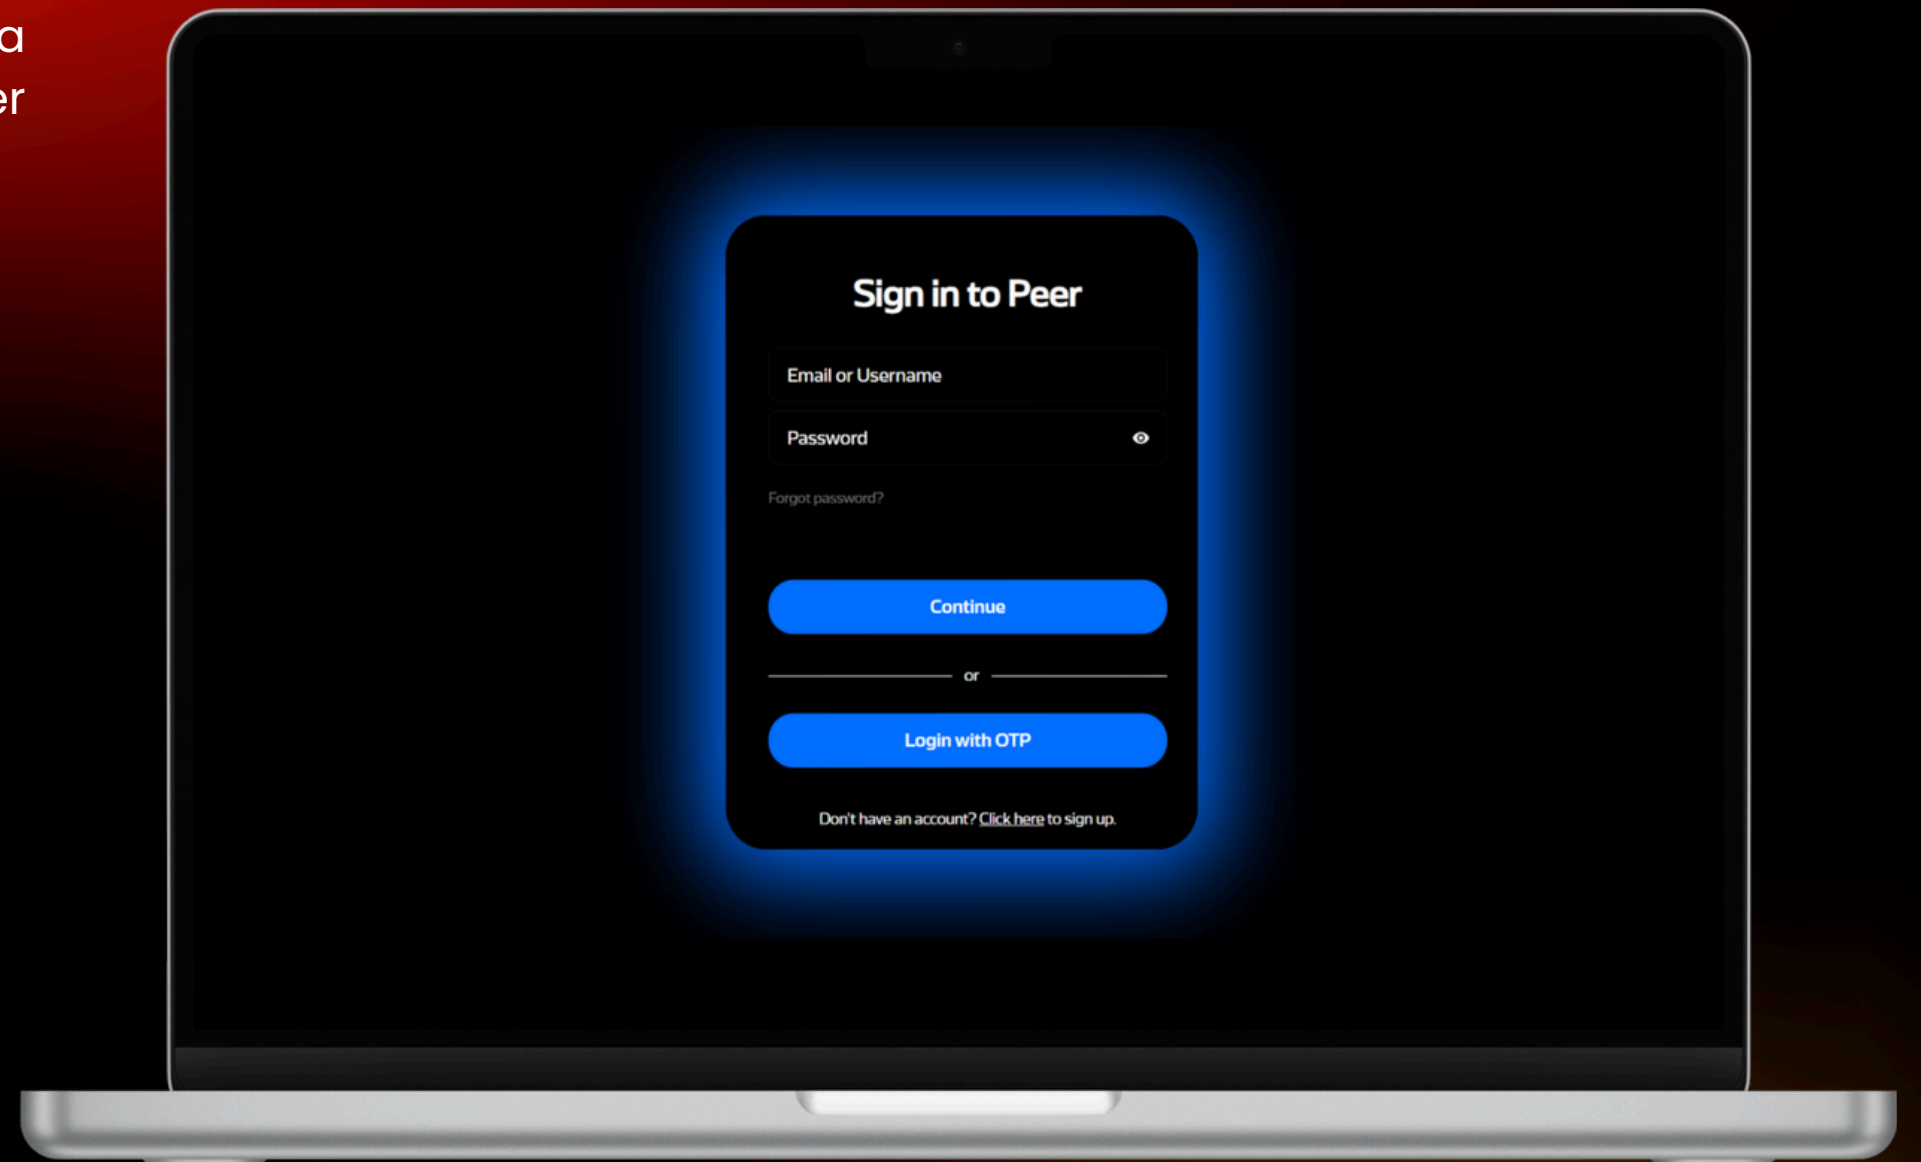 Sign in to Peer
Email or Username
Password
Forgot password?
Continue
or
Login with OTP
Don't have an account? Click here to sign up.